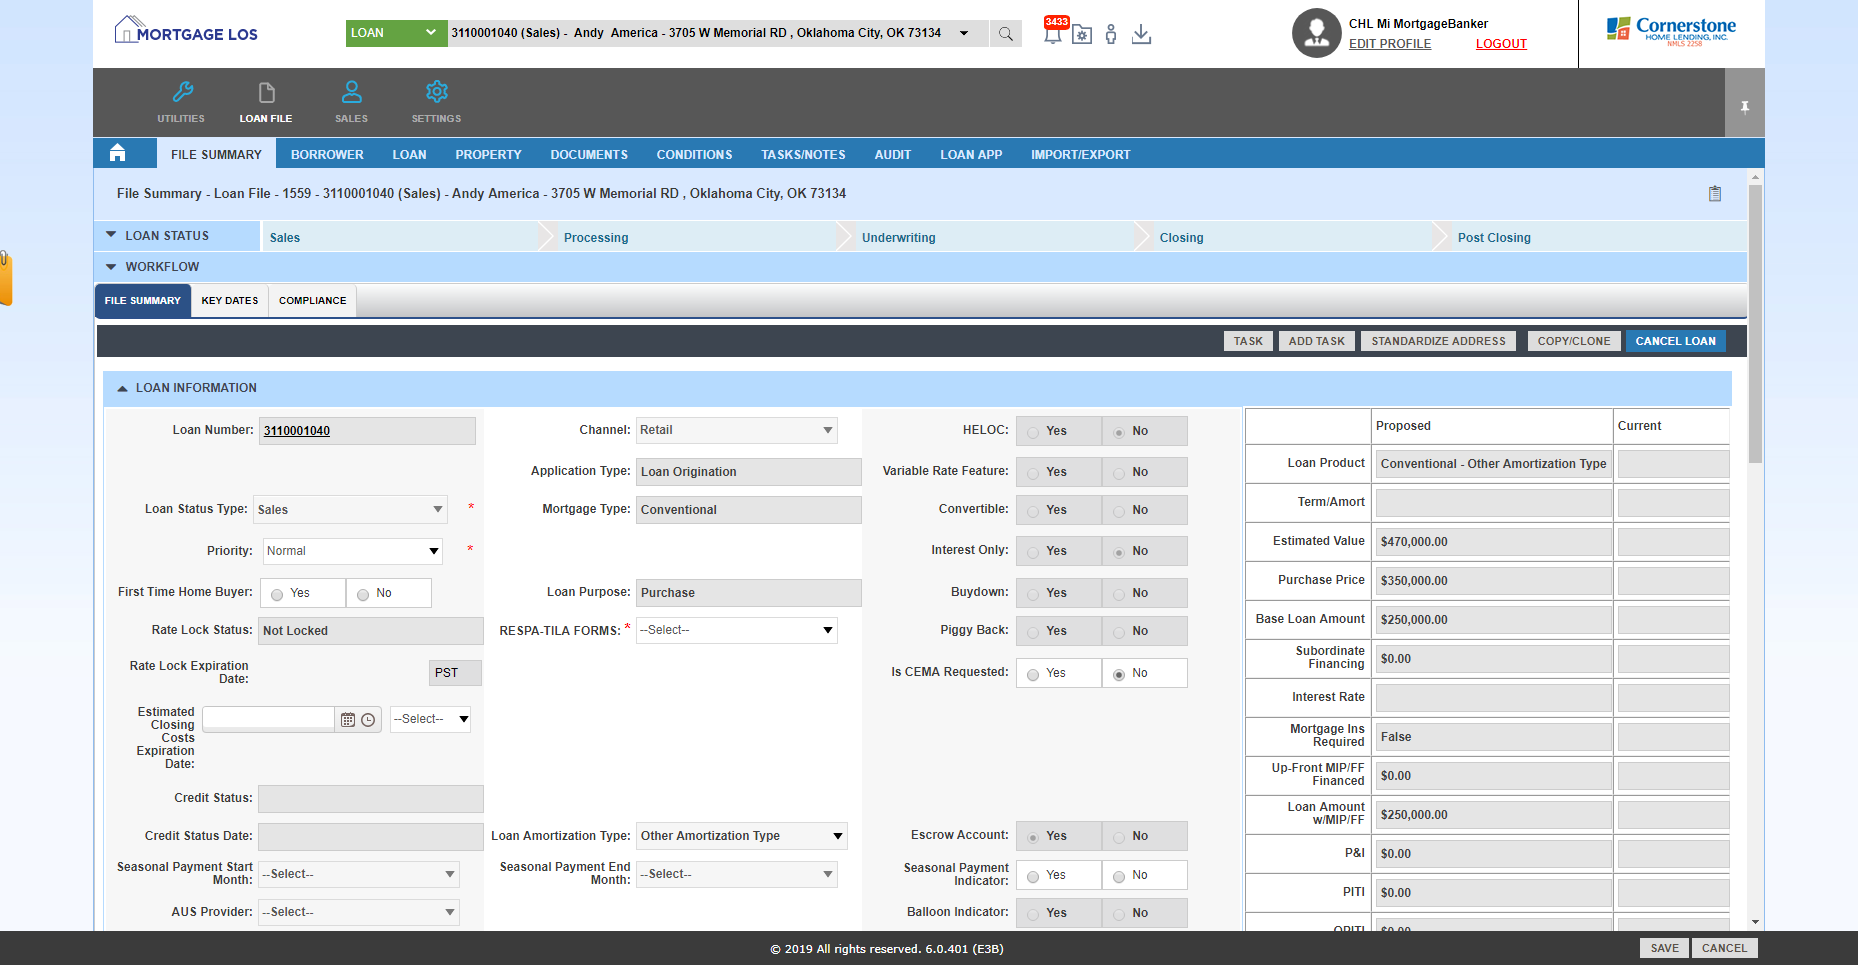 MORTGAGE LOS
LOAN
3110001040 (Sales) - Andy America - 3705 W Memorial RD , Oklahoma City, OK 73134
3433
CHL Mi MortgageBanker
EDIT PROFILE LOGOUT
Cornerstone
HOME LENDING, INC.
NMLS 2258
UTILITIES LOAN FILE SALES SETTINGS
FILE SUMMARY BORROWER LOAN PROPERTY DOCUMENTS CONDITIONS TASKS/NOTES AUDIT LOAN APP IMPORT/EXPORT
File Summary - Loan File - 1559 - 3110001040 (Sales) - Andy America - 3705 W Memorial RD , Oklahoma City, OK 73134
LOAN STATUS Sales Processing Underwriting Closing Post Closing
WORKFLOW
FILE SUMMARY KEY DATES COMPLIANCE
TASK ADD TASK STANDARDIZE ADDRESS COPY/CLONE CANCEL LOAN
LOAN INFORMATION
Loan Number: 3110001040
Loan Status Type: Sales *
Priority: Normal *
First Time Home Buyer: Yes No
Rate Lock Status: Not Locked
Rate Lock Expiration
Date: PST
Estimated
Closing
Costs
Expiration
Date: --Select--
Credit Status:
Credit Status Date:
Seasonal Payment Start
Month: --Select--
AUS Provider: --Select--
Channel: Retail
Application Type: Loan Origination
Mortgage Type: Conventional
Loan Purpose: Purchase
RESPA-TILA FORMS: * --Select--
Loan Amortization Type: Other Amortization Type
Seasonal Payment End
Month: --Select--
HELOC: Yes No
Variable Rate Feature: Yes No
Convertible: Yes No
Interest Only: Yes No
Buydown: Yes No
Piggy Back: Yes No
Is CEMA Requested: Yes No
Escrow Account: Yes No
Seasonal Payment
Indicator: Yes No
Balloon Indicator: Yes No
Proposed Current
Loan Product Conventional - Other Amortization Type
Term/Amort
Estimated Value $470,000.00
Purchase Price $350,000.00
Base Loan Amount $250,000.00
Subordinate
Financing $0.00
Interest Rate
Mortgage Ins
Required False
Up-Front MIP/FF
Financed $0.00
Loan Amount
w/MIP/FF $250,000.00
P&I $0.00
PITI $0.00
OPITI $0.00
© 2019 All rights reserved. 6.0.401 (E3B)
SAVE CANCEL